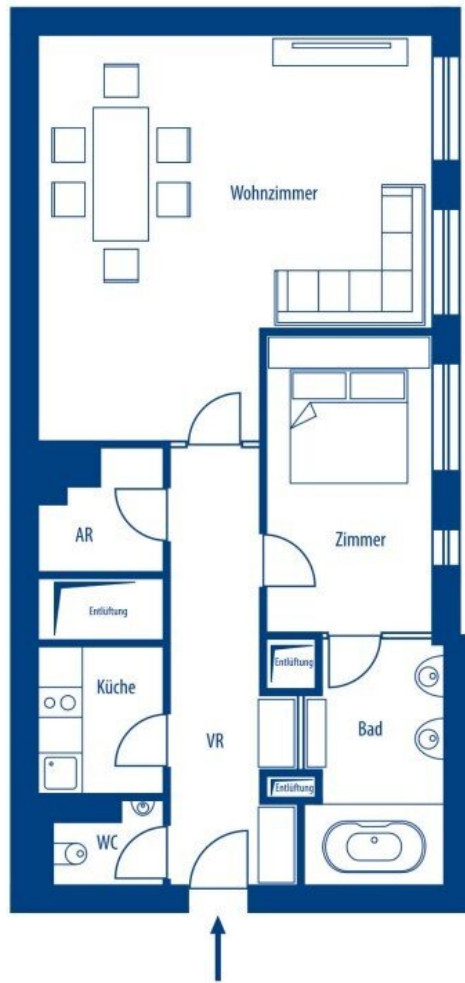 Wohnzimmer
AR
Zimmer
Entlüftung
Entlüftung
Küche
VR
Bad
Entlüftung
WC